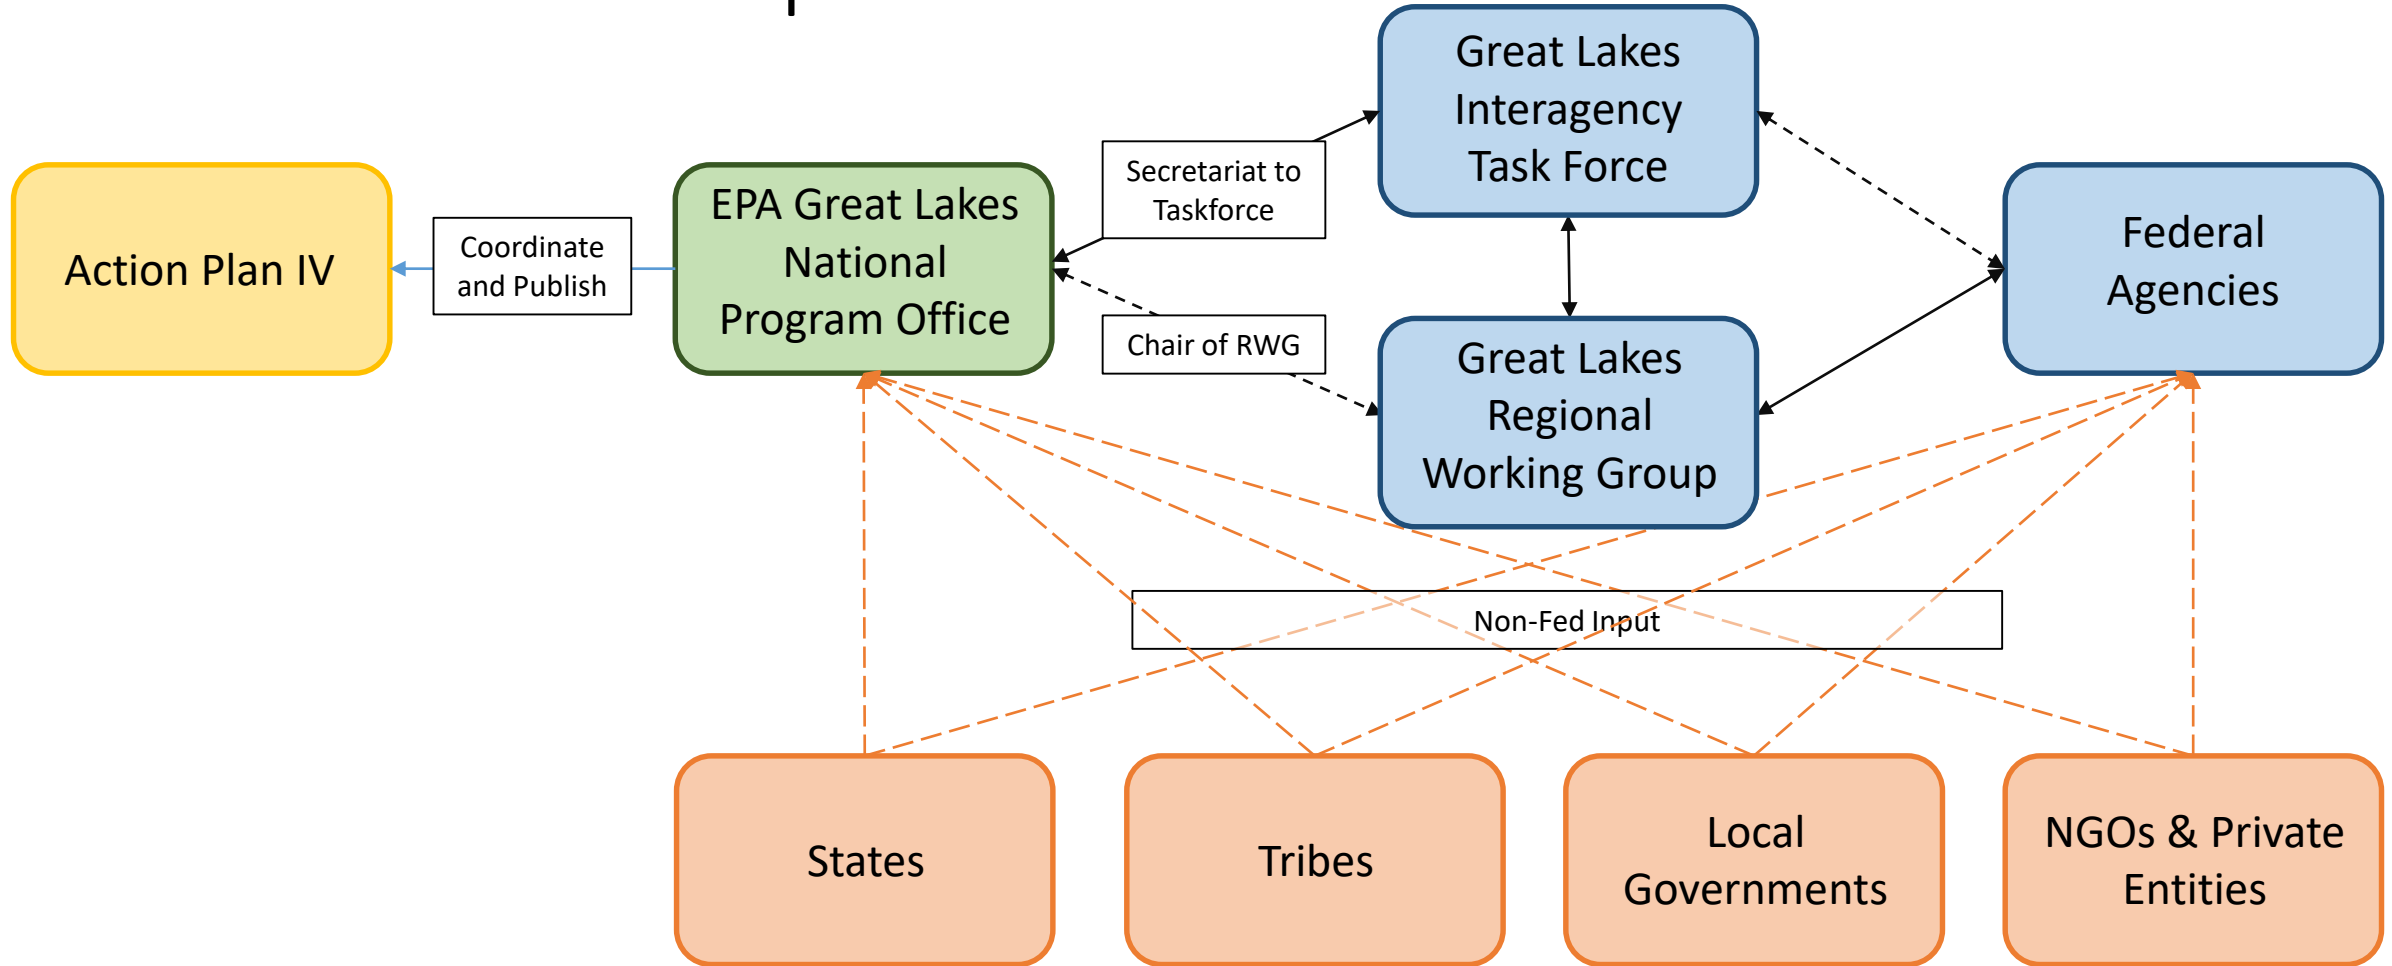 Great Lakes
Interagency
Task Force
Secretariat to
Taskforce
EPA Great Lakes
National
Program Office
Action Plan IV
Coordinate
and Publish
Federal
Agencies
Chair of RWG
Great Lakes
Regional
Working Group
Non-Fed Input
States
Tribes
Local
Governments
NGOs & Private
Entities